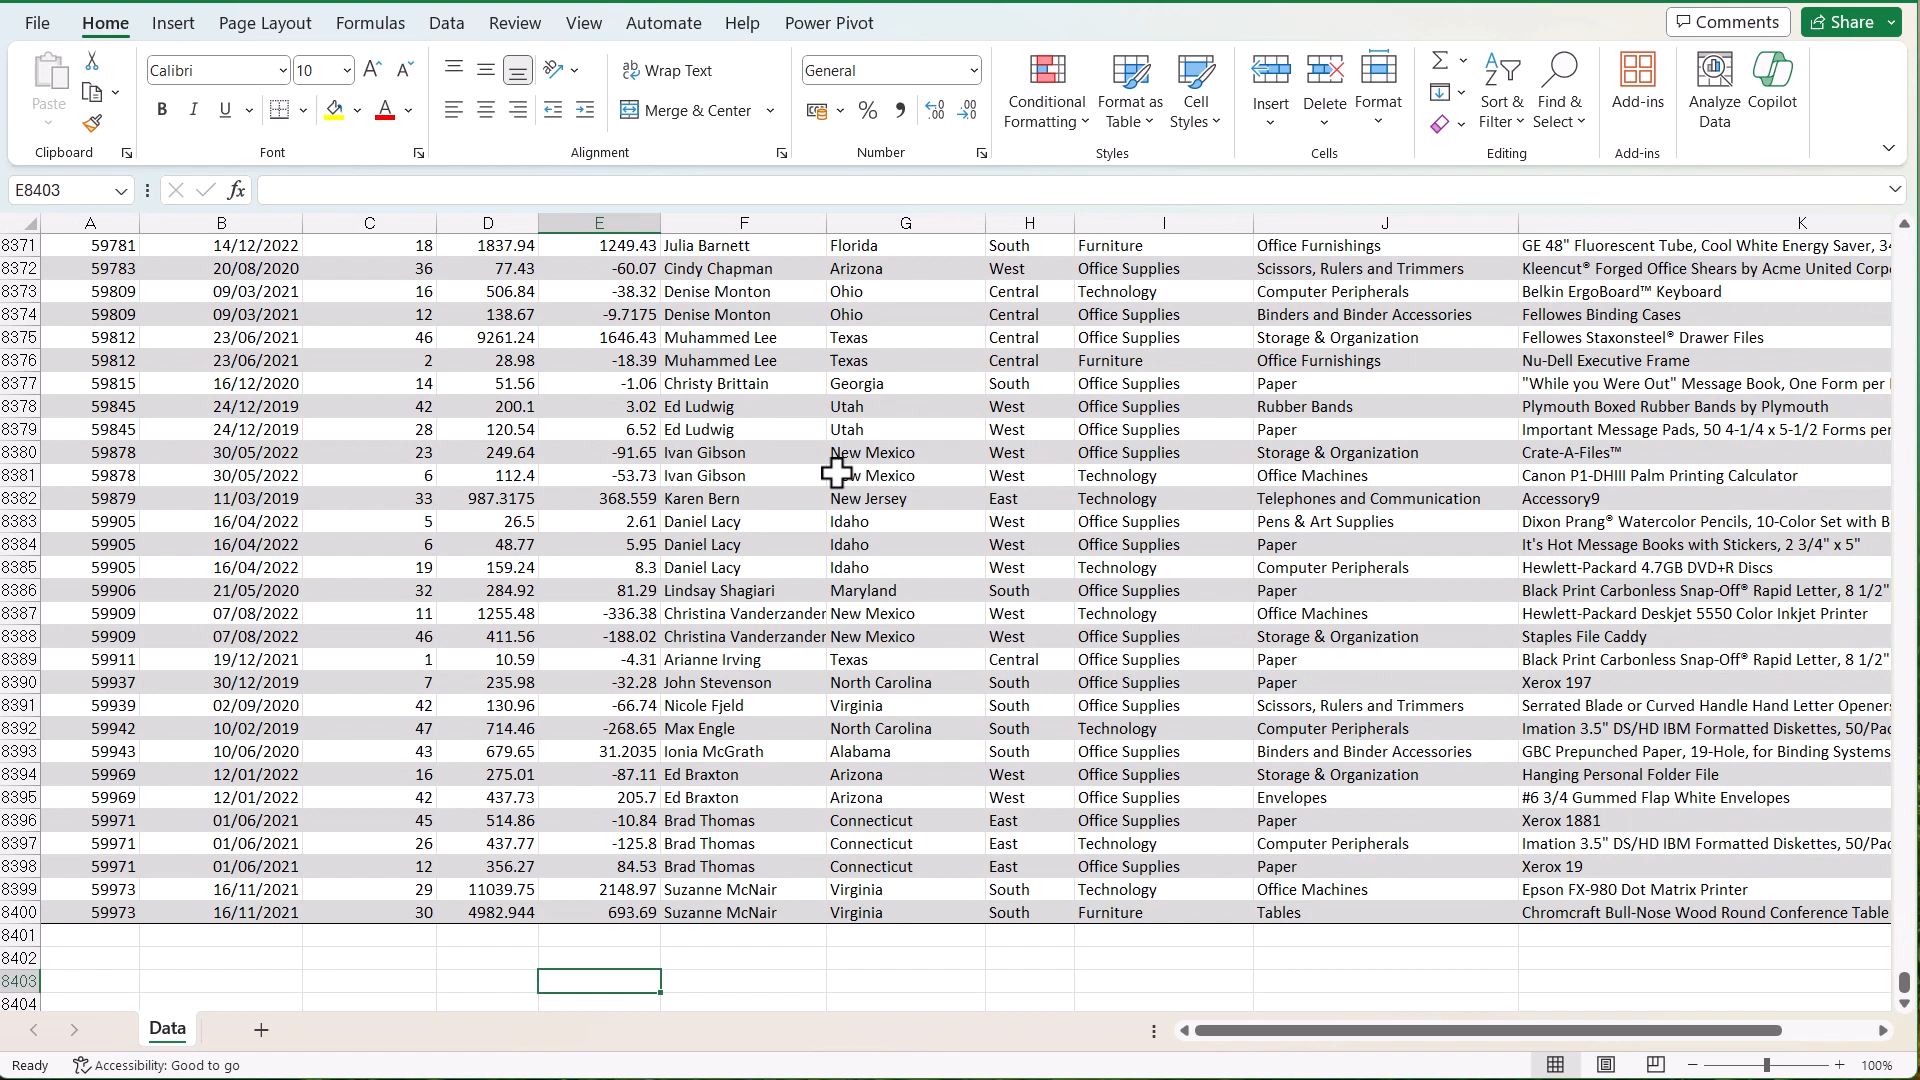 File Home Insert Page Layout Formulas Data Review View Automate Help Power Pivot Comments Share
Paste Calibri 10 Wrap Text General Conditional Formatting Format as Table Cell Styles Insert Delete Format Sort & Filter Find & Select Add-ins Analyze Data Copilot
B I U A Merge & Center %
Clipboard Font Alignment Number Styles Cells Editing Add-ins
E8403 fx
A B C D E F G H I J K
8371 59781 14/12/2022 18 1837.94 1249.43 Julia Barnett Florida South Furniture Office Furnishings GE 48" Fluorescent Tube, Cool White Energy Saver, 34
8372 59783 20/08/2020 36 77.43 -60.07 Cindy Chapman Arizona West Office Supplies Scissors, Rulers and Trimmers Kleencut® Forged Office Shears by Acme United Corp
8373 59809 09/03/2021 16 506.84 -38.32 Denise Monton Ohio Central Technology Computer Peripherals Belkin ErgoBoard™ Keyboard
8374 59809 09/03/2021 12 138.67 -9.7175 Denise Monton Ohio Central Office Supplies Binders and Binder Accessories Fellowes Binding Cases
8375 59812 23/06/2021 46 9261.24 1646.43 Muhammed Lee Texas Central Office Supplies Storage & Organization Fellowes Staxonsteel® Drawer Files
8376 59812 23/06/2021 2 28.98 -18.39 Muhammed Lee Texas Central Furniture Office Furnishings Nu-Dell Executive Frame
8377 59815 16/12/2020 14 51.56 -1.06 Christy Brittain Georgia South Office Supplies Paper "While you Were Out" Message Book, One Form per
8378 59845 24/12/2019 42 200.1 3.02 Ed Ludwig Utah West Office Supplies Rubber Bands Plymouth Boxed Rubber Bands by Plymouth
8379 59845 24/12/2019 28 120.54 6.52 Ed Ludwig Utah West Office Supplies Paper Important Message Pads, 50 4-1/4 x 5-1/2 Forms per
8380 59878 30/05/2022 23 249.64 -91.65 Ivan Gibson New Mexico West Office Supplies Storage & Organization Crate-A-Files™
8381 59878 30/05/2022 6 112.4 -53.73 Ivan Gibson New Mexico West Technology Office Machines Canon P1-DHIII Palm Printing Calculator
8382 59879 11/03/2019 33 987.3175 368.559 Karen Bern New Jersey East Technology Telephones and Communication Accessory9
8383 59905 16/04/2022 5 26.5 2.61 Daniel Lacy Idaho West Office Supplies Pens & Art Supplies Dixon Prang® Watercolor Pencils, 10-Color Set with B
8384 59905 16/04/2022 6 48.77 5.95 Daniel Lacy Idaho West Office Supplies Paper It's Hot Message Books with Stickers, 2 3/4" x 5"
8385 59905 16/04/2022 19 159.24 8.3 Daniel Lacy Idaho West Technology Computer Peripherals Hewlett-Packard 4.7GB DVD+R Discs
8386 59906 21/05/2020 32 284.92 81.29 Lindsay Shagiari Maryland South Office Supplies Paper Black Print Carbonless Snap-Off® Rapid Letter, 8 1/2"
8387 59909 07/08/2022 11 1255.48 -336.38 Christina Vanderzander New Mexico West Technology Office Machines Hewlett-Packard Deskjet 5550 Color Inkjet Printer
8388 59909 07/08/2022 46 411.56 -188.02 Christina Vanderzander New Mexico West Office Supplies Storage & Organization Staples File Caddy
8389 59911 19/12/2021 1 10.59 -4.31 Arianne Irving Texas Central Office Supplies Paper Black Print Carbonless Snap-Off® Rapid Letter, 8 1/2"
8390 59937 30/12/2019 7 235.98 -32.28 John Stevenson North Carolina South Office Supplies Paper Xerox 197
8391 59939 02/09/2020 42 130.96 -66.74 Nicole Fjeld Virginia South Office Supplies Scissors, Rulers and Trimmers Serrated Blade or Curved Handle Hand Letter Openers
8392 59942 10/02/2019 47 714.46 -268.65 Max Engle North Carolina South Technology Computer Peripherals Imation 3.5" DS/HD IBM Formatted Diskettes, 50/Pac
8393 59943 10/06/2020 43 679.65 31.2035 Ionia McGrath Alabama South Office Supplies Binders and Binder Accessories GBC Prepunched Paper, 19-Hole, for Binding Systems
8394 59969 12/01/2022 16 275.01 -87.11 Ed Braxton Arizona West Office Supplies Storage & Organization Hanging Personal Folder File
8395 59969 12/01/2022 42 437.73 205.7 Ed Braxton Arizona West Office Supplies Envelopes #6 3/4 Gummed Flap White Envelopes
8396 59971 01/06/2021 45 514.86 -10.84 Brad Thomas Connecticut East Office Supplies Paper Xerox 1881
8397 59971 01/06/2021 26 437.77 -125.8 Brad Thomas Connecticut East Technology Computer Peripherals Imation 3.5" DS/HD IBM Formatted Diskettes, 50/Pac
8398 59971 01/06/2021 12 356.27 84.53 Brad Thomas Connecticut East Office Supplies Paper Xerox 19
8399 59973 16/11/2021 29 11039.75 2148.97 Suzanne McNair Virginia South Technology Office Machines Epson FX-980 Dot Matrix Printer
8400 59973 16/11/2021 30 4982.944 693.69 Suzanne McNair Virginia South Furniture Tables Chromcraft Bull-Nose Wood Round Conference Table
8401
8402
8403
8404
Data
Ready Accessibility: Good to go 100%